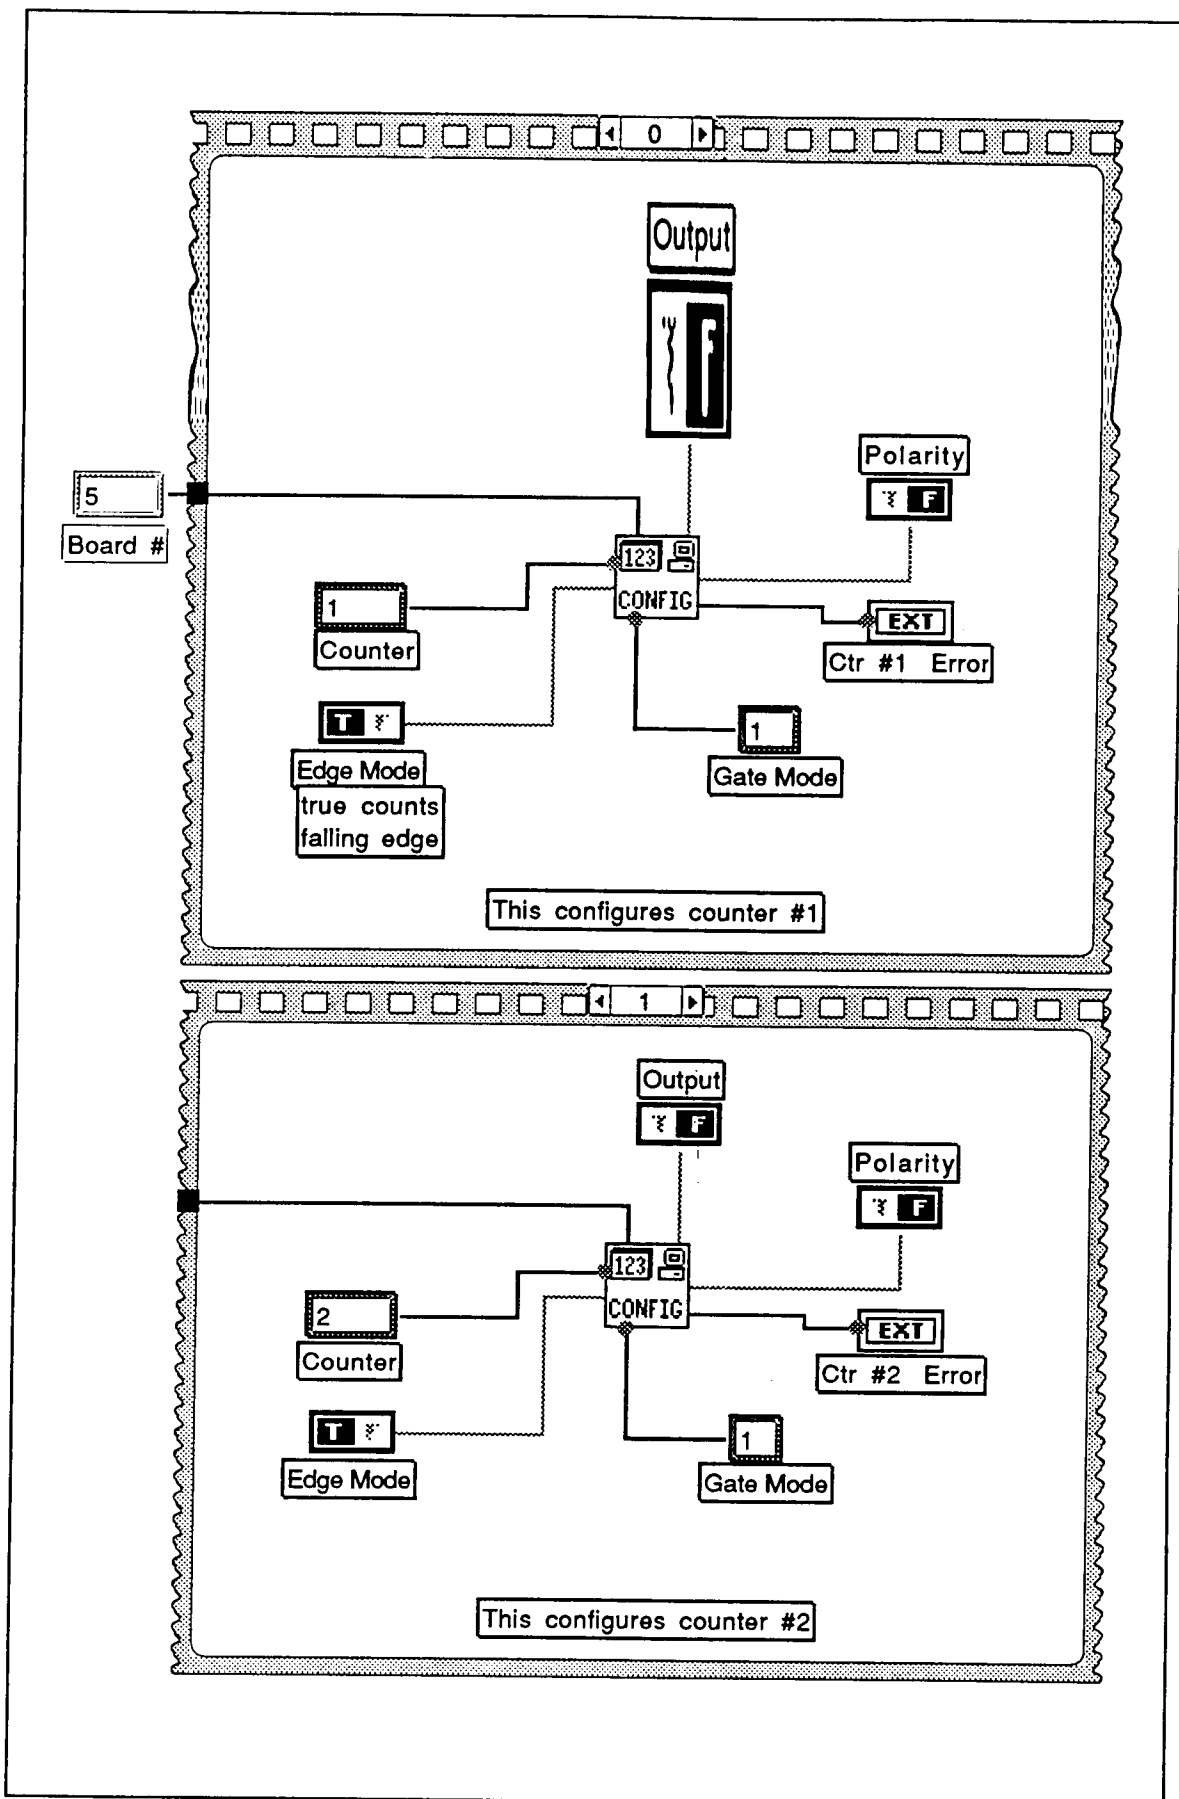 0
Output
F
5
Board #
Polarity
F
123
CONFIG
1
Counter
EXT
Ctr #1 Error
T
1
Edge Mode
Gate Mode
true counts
falling edge
This configures counter #1
1
Output
F
Polarity
F
123
CONFIG
2
Counter
EXT
Ctr #2 Error
T
1
Edge Mode
Gate Mode
This configures counter #2